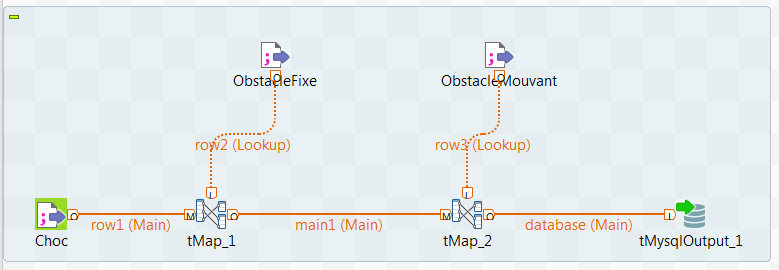 ObstacleFixe
ObstacleMouvant
row2 (Lookup)
row3 (Lookup)
O
O
I
I
O
M
O
M
O
I
row1 (Main)
main1 (Main)
database (Main)
Choc
tMap_1
tMap_2
tMysqlOutput_1